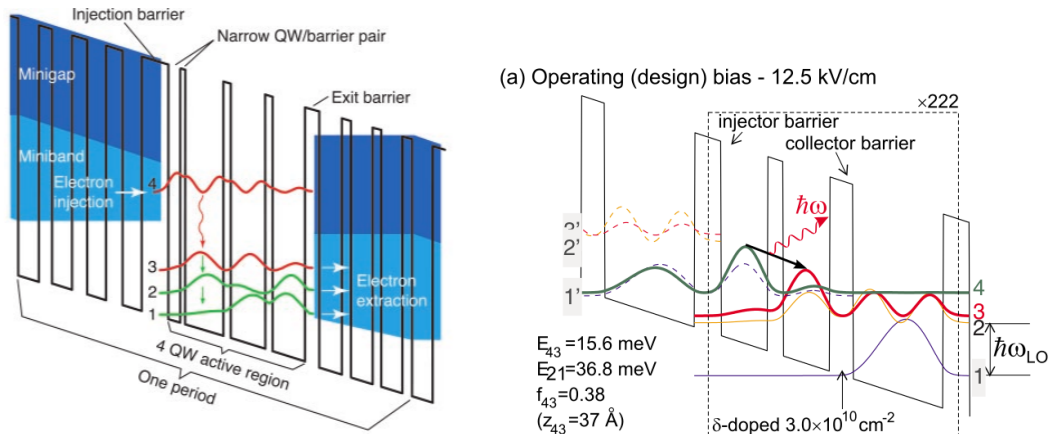 Injection barrier
Narrow QW/barrier pair
Exit barrier
Minigap
Miniband
Electron
injection
4
3
2
1
Electron
extraction
4 QW active region
One period
(a) Operating (design) bias - 12.5 kV/cm
×222
injector barrier
collector barrier
ħω
3'
2'
1'
4
3
2
1
ħω_LO
E_43 =15.6 meV
E_21=36.8 meV
f_43=0.38
(z_43=37 Å)
δ-doped 3.0×10^10cm^-2